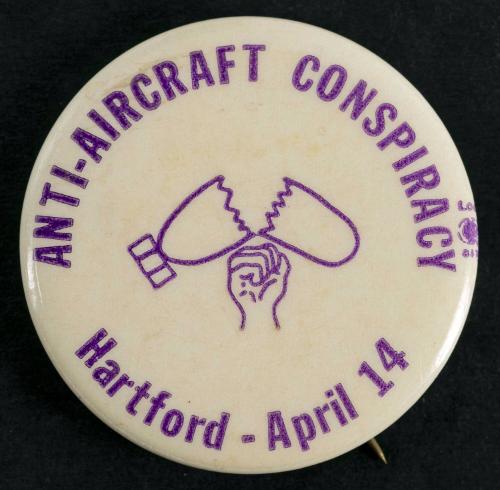 ANTI-AIRCRAFT CONSPIRACY
Hartford - April 14